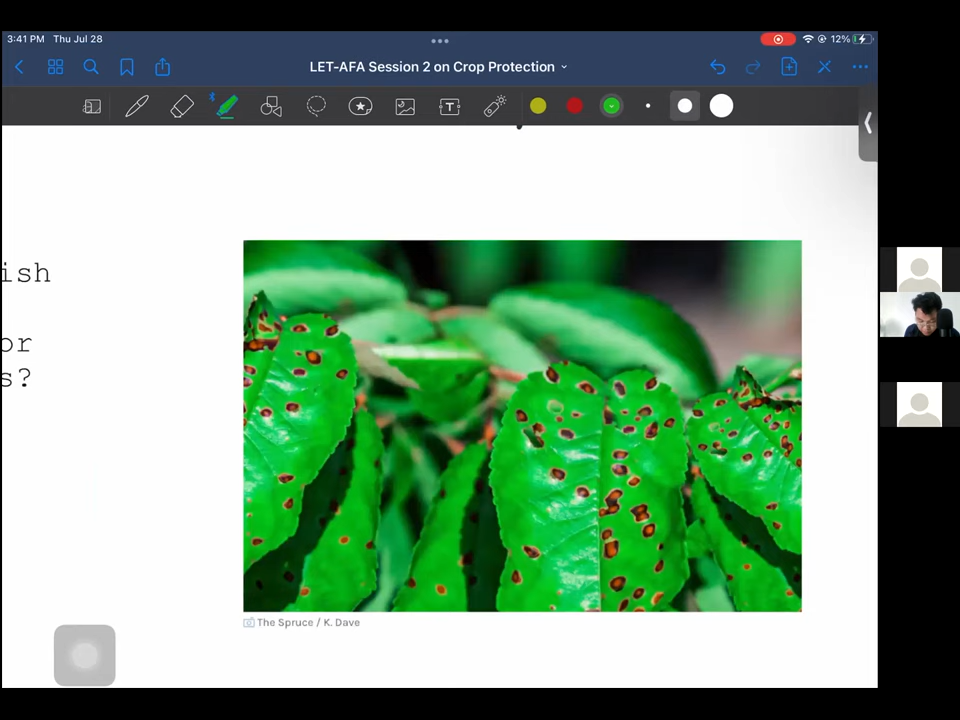 3:41 PM Thu Jul 28
12%
LET-AFA Session 2 on Crop Protection
T
ish
or
s?
The Spruce / K. Dave